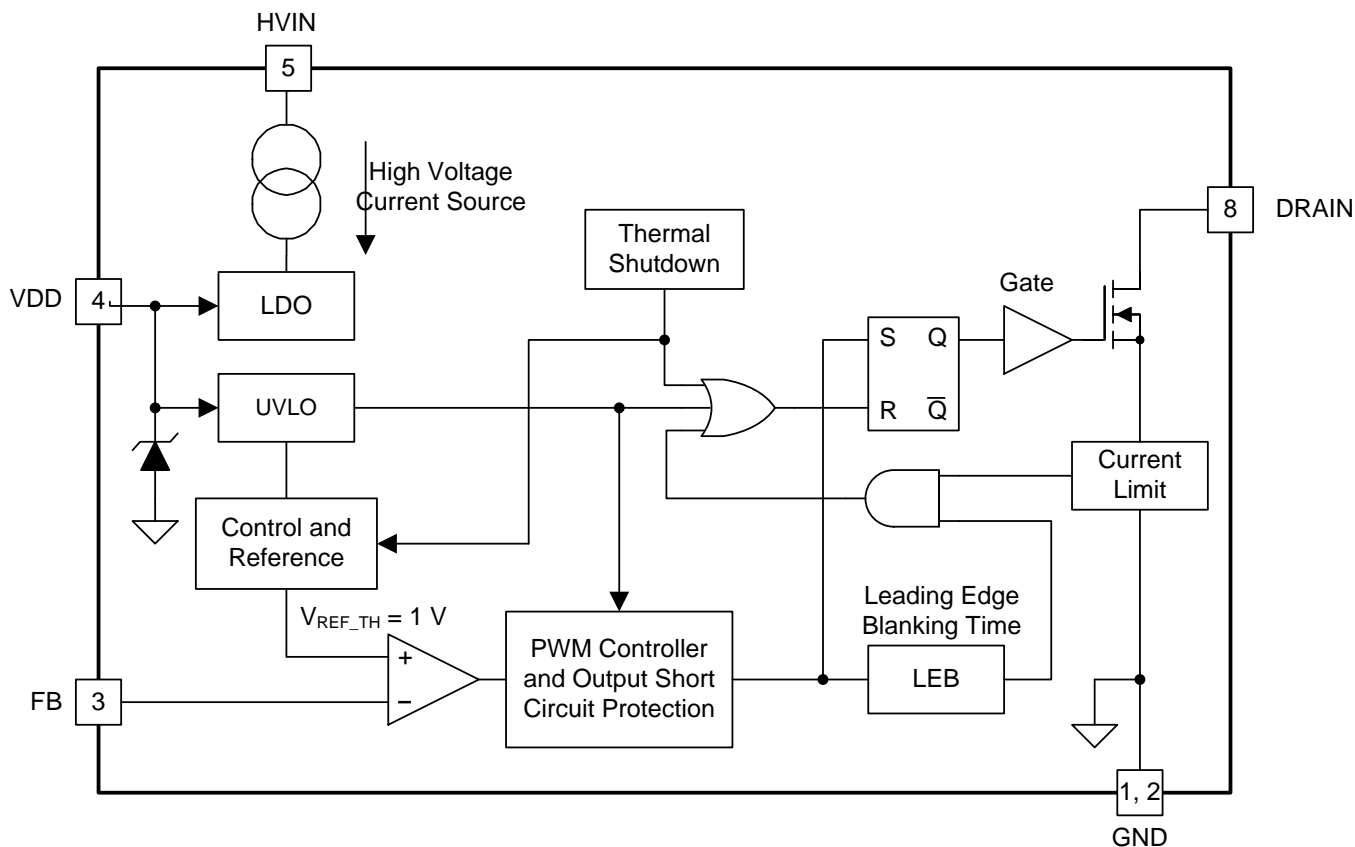 HVIN
5
High Voltage
Current Source
8
DRAIN
Thermal
Shutdown
VDD
4
LDO
Gate
S
Q
UVLO
R
Q̅
Current
Limit
Control and
Reference
V_REF_TH = 1 V
Leading Edge
Blanking Time
+
PWM Controller
and Output Short
Circuit Protection
LEB
FB
3
−
1, 2
GND